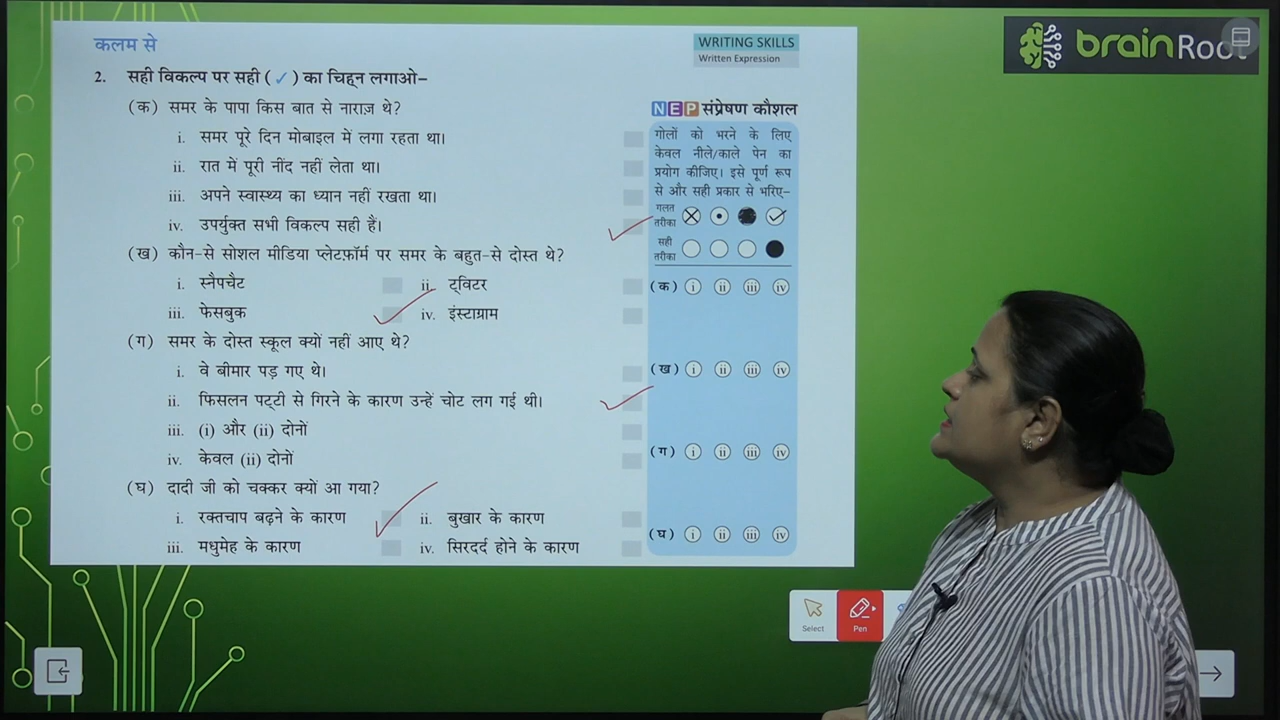 कलम से
WRITING SKILLS
Written Expression
2. सही विकल्प पर सही ( ✓ ) का चिह्न लगाओ–
(क) समर के पापा किस बात से नाराज़ थे?
i. समर पूरे दिन मोबाइल में लगा रहता था।
ii. रात में पूरी नींद नहीं लेता था।
iii. अपने स्वास्थ्य का ध्यान नहीं रखता था।
iv. उपर्युक्त सभी विकल्प सही हैं।
(ख) कौन-से सोशल मीडिया प्लेटफ़ॉर्म पर समर के बहुत-से दोस्त थे?
i. स्नैपचैट ii. ट्विटर
iii. फेसबुक iv. इंस्टाग्राम
(ग) समर के दोस्त स्कूल क्यों नहीं आए थे?
i. वे बीमार पड़ गए थे।
ii. फिसलन पट्टी से गिरने के कारण उन्हें चोट लग गई थी।
iii. (i) और (ii) दोनों
iv. केवल (ii) दोनों
(घ) दादी जी को चक्कर क्यों आ गया?
i. रक्तचाप बढ़ने के कारण ii. बुखार के कारण
iii. मधुमेह के कारण iv. सिरदर्द होने के कारण
NEP संप्रेषण कौशल
गोलों को भरने के लिए
केवल नीले/काले पेन का
प्रयोग कीजिए। इसे पूर्ण रूप
से और सही प्रकार से भरिए–
गलत
तरीका
सही
तरीका
(क) i ii iii iv
(ख) i ii iii iv
(ग) i ii iii iv
(घ) i ii iii iv
brain Root
Select
Pen